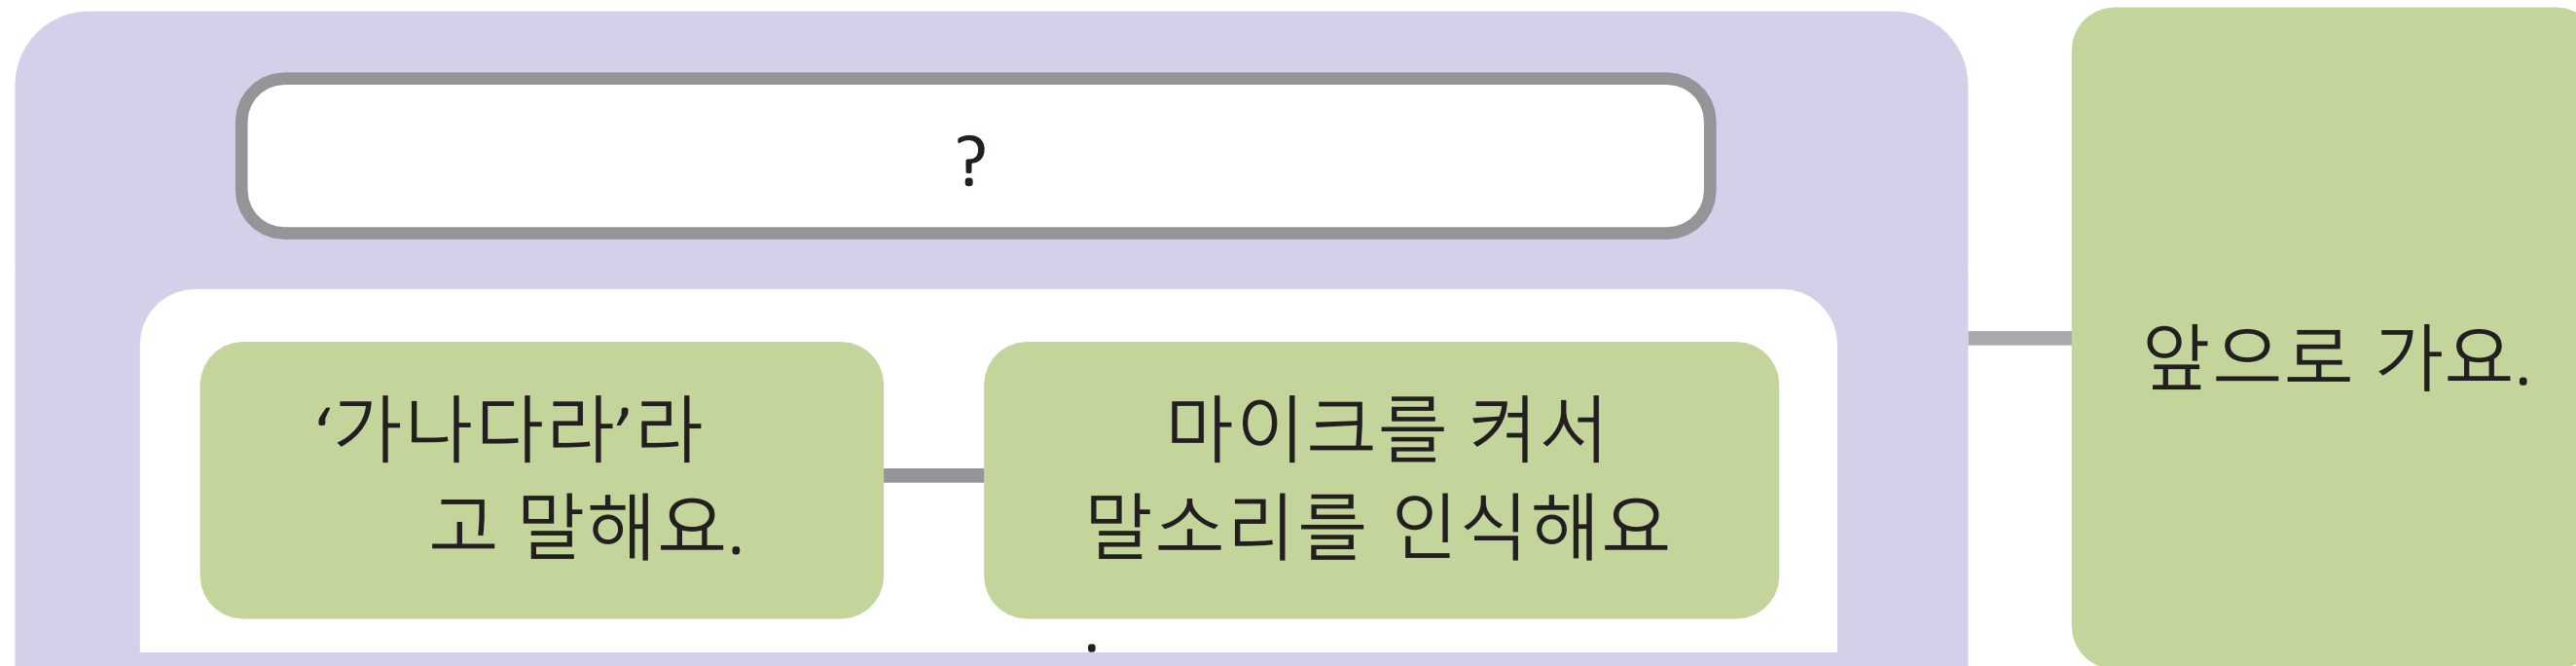 ?
‘가나다라’라
고 말해요.
마이크를 켜서
말소리를 인식해요
.
앞으로 가요.